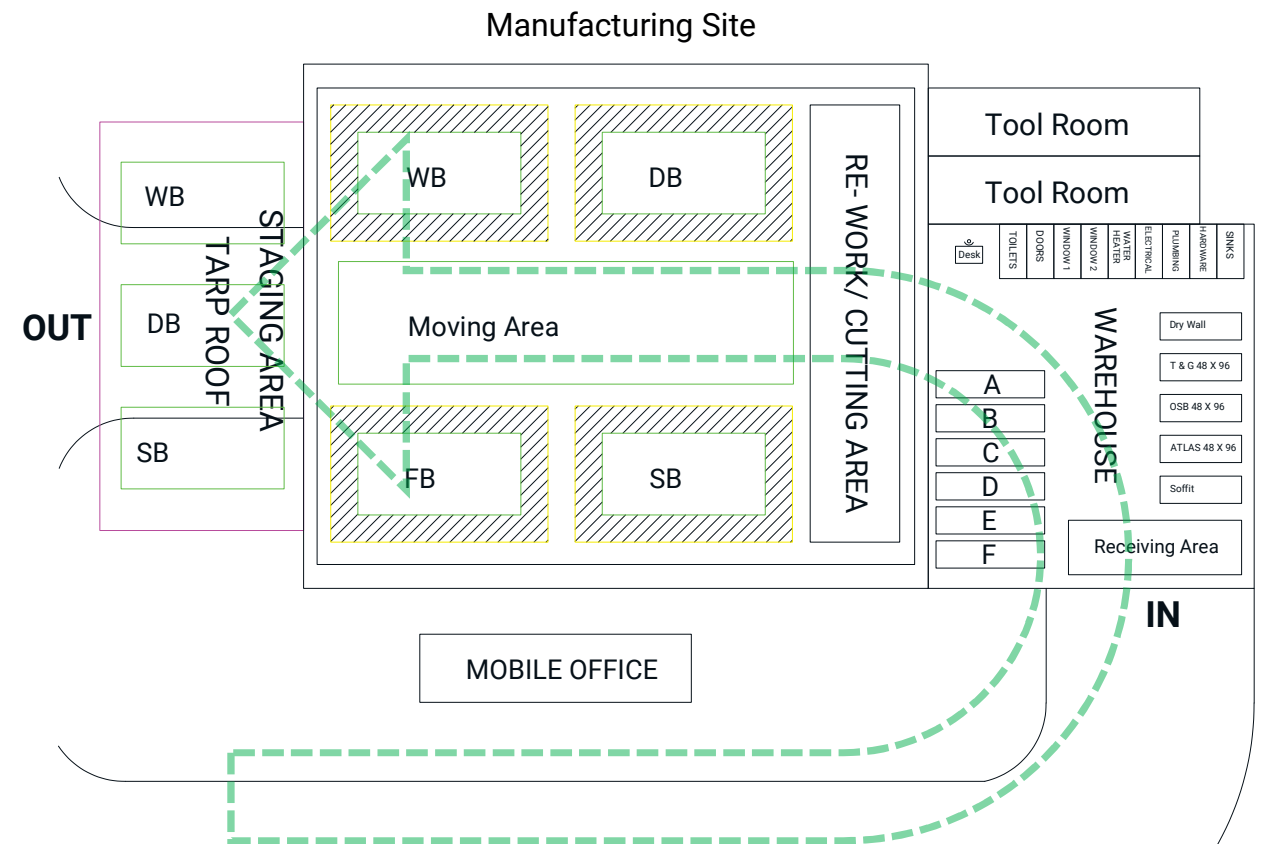 Manufacturing Site
WB
DB
SB
OUT
STAGING AREA
TARP ROOF
WB
DB
Moving Area
FB
SB
RE- WORK/ CUTTING AREA
Tool Room
Tool Room
Desk
TOILETS
DOORS
WINDOW 1
WINDOW 2
WATER
HEATER
ELECTRICAL
PLUMBING
HARDWARE
SINKS
WAREHOUSE
Dry Wall
T & G 48 X 96
OSB 48 X 96
ATLAS 48 X 96
Soffit
A
B
C
D
E
F
Receiving Area
IN
MOBILE OFFICE